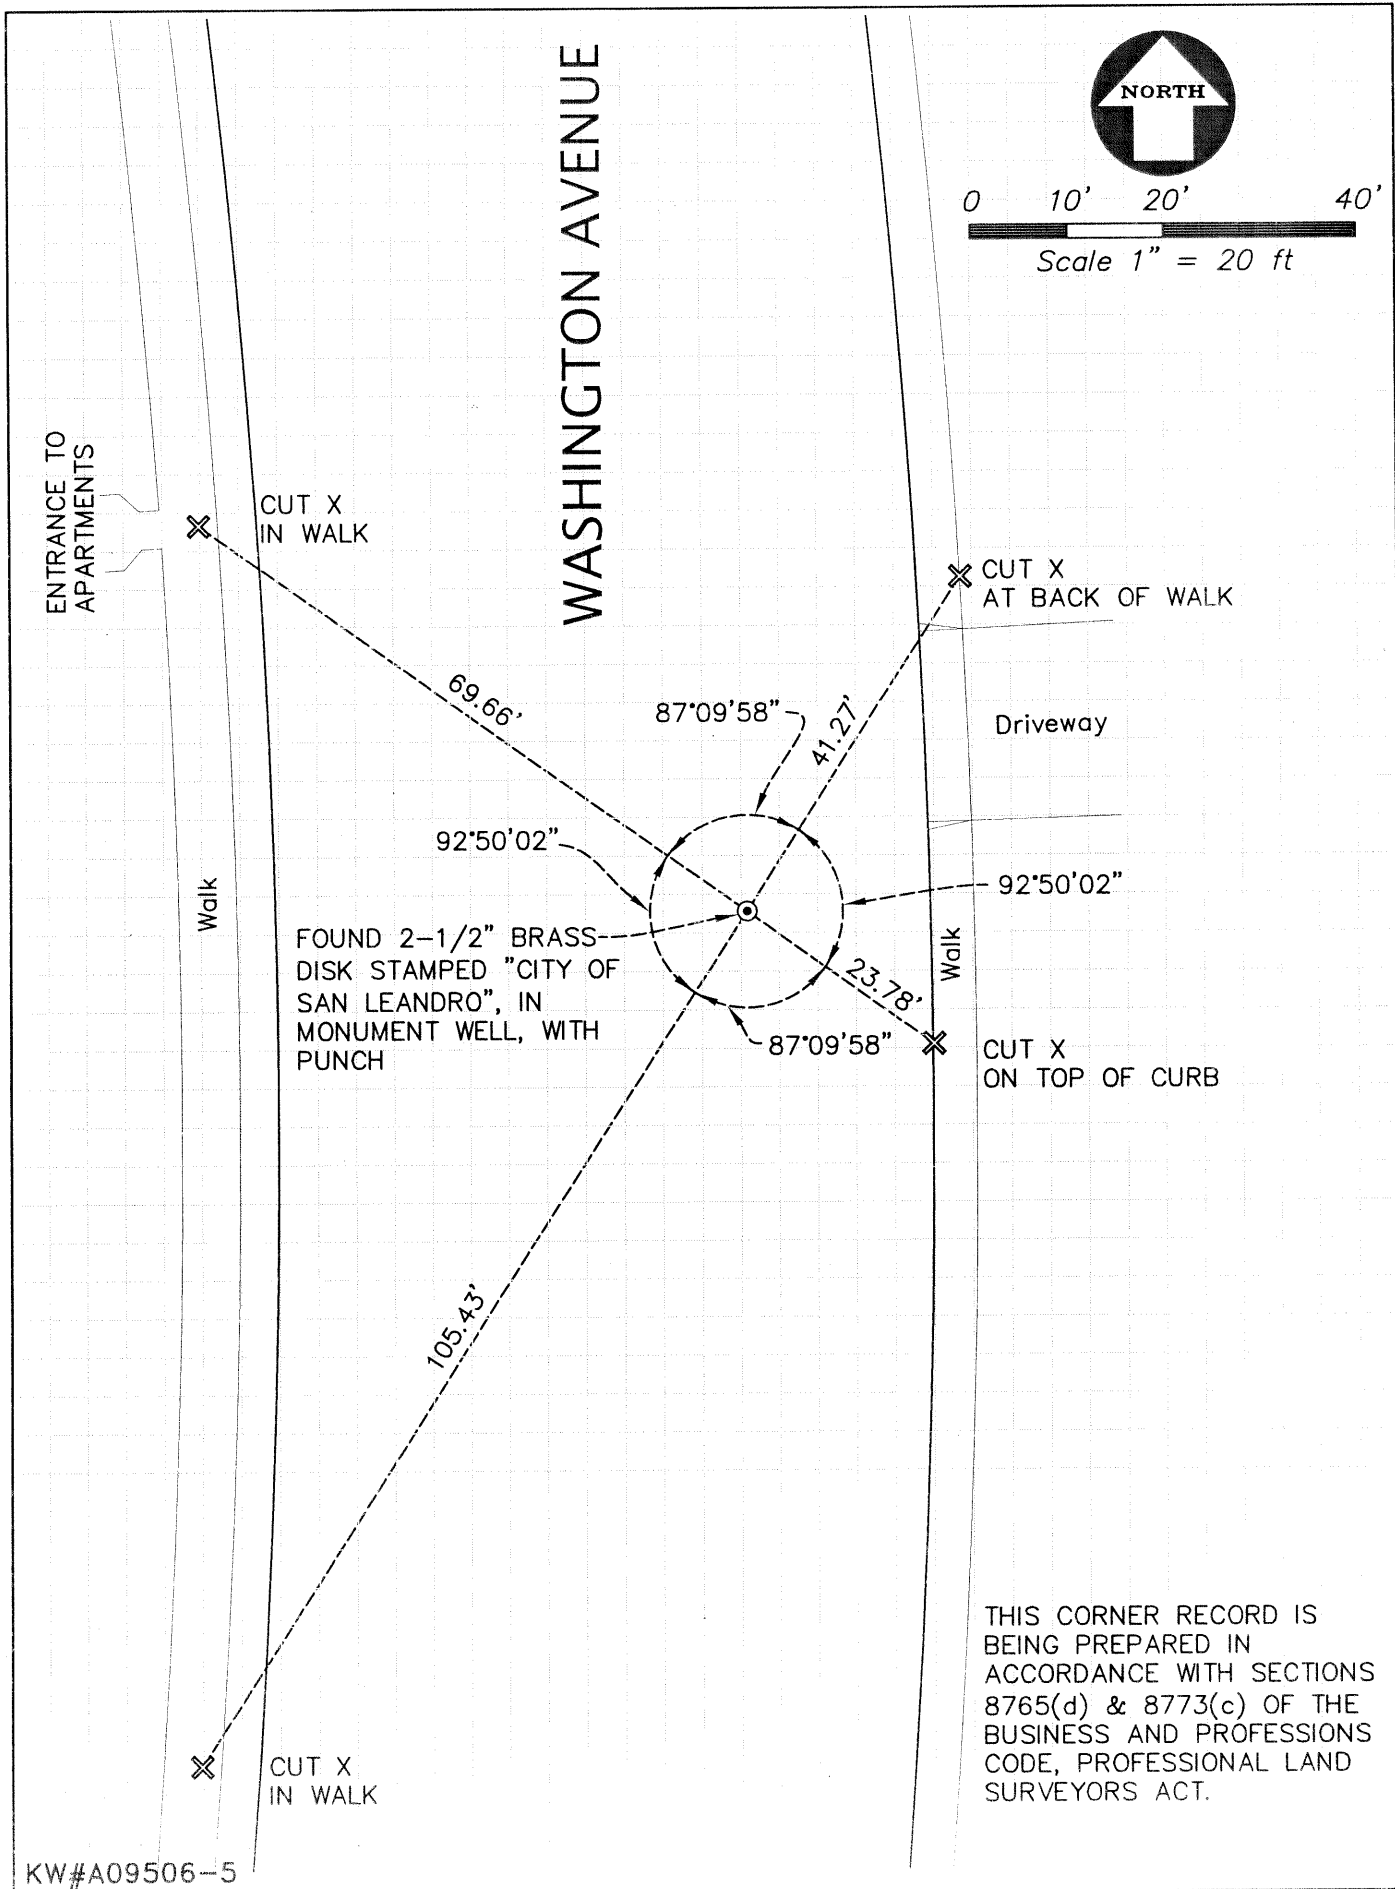 WASHINGTON AVENUE
NORTH
0 10' 20' 40'
Scale 1" = 20 ft
ENTRANCE TO
APARTMENTS
CUT X
IN WALK
CUT X
AT BACK OF WALK
69.66'
87°09'58"
41.27'
Driveway
92°50'02"
92°50'02"
Walk
FOUND 2-1/2" BRASS
DISK STAMPED "CITY OF
SAN LEANDRO", IN
MONUMENT WELL, WITH
PUNCH
Walk
23.78'
87°09'58"
CUT X
ON TOP OF CURB
105.43'
THIS CORNER RECORD IS
BEING PREPARED IN
ACCORDANCE WITH SECTIONS
8765(d) & 8773(c) OF THE
BUSINESS AND PROFESSIONS
CODE, PROFESSIONAL LAND
SURVEYORS ACT.
CUT X
IN WALK
KW#A09506-5